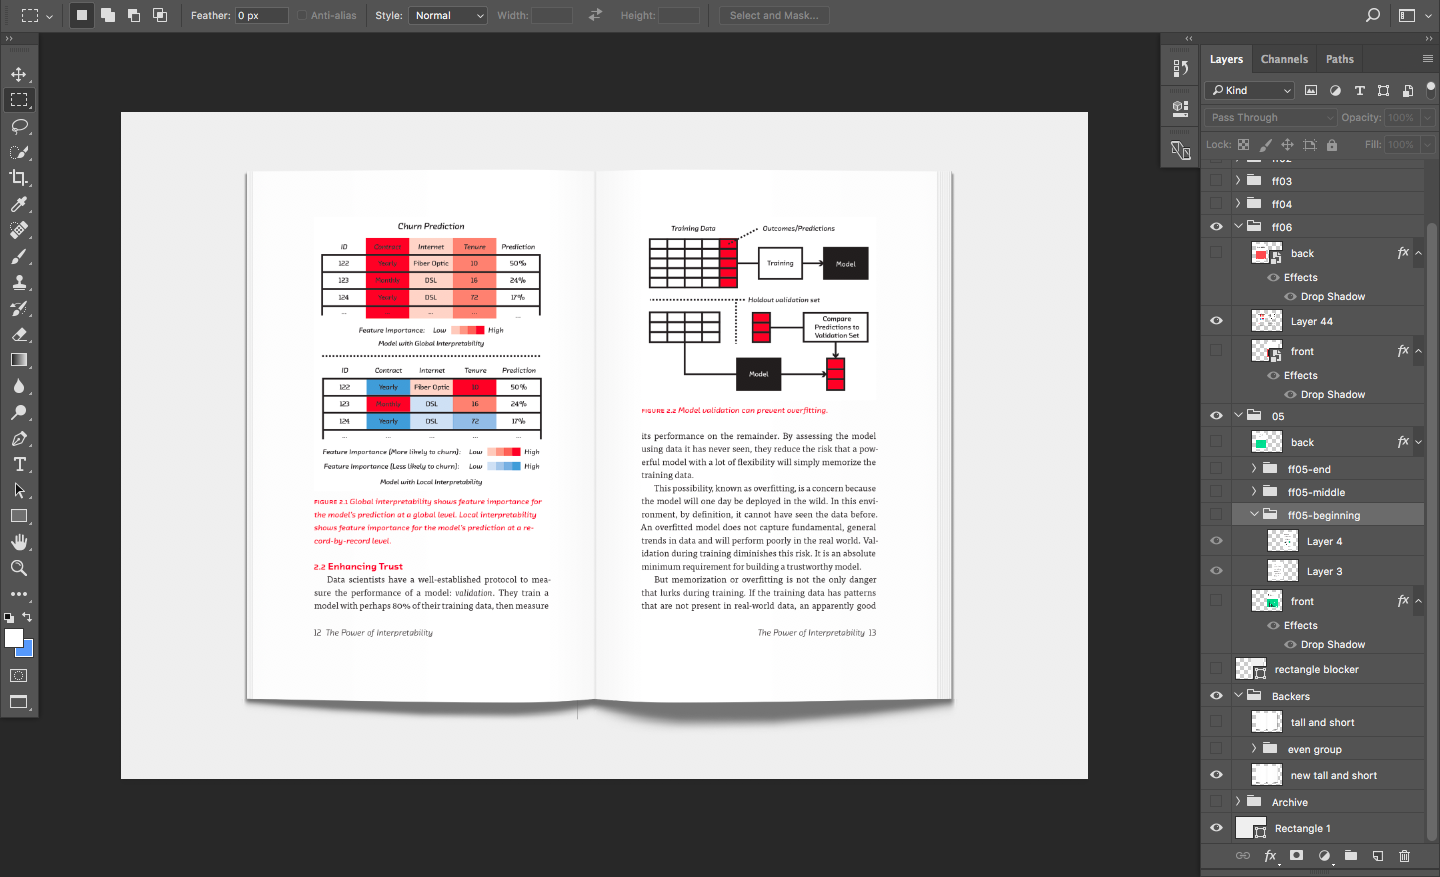 Feather: 0 px
Anti-alias
Style: Normal
Width:
Height:
Select and Mask...
Layers Channels Paths
Kind
Pass Through Opacity: 100%
Lock: Fill: 100%
ff02
ff03
ff04
ff06
back fx
Effects
Drop Shadow
Layer 44
front fx
Effects
Drop Shadow
05
back fx
ff05-end
ff05-middle
ff05-beginning
Layer 4
Layer 3
front fx
Effects
Drop Shadow
rectangle blocker
Backers
tall and short
even group
new tall and short
Archive
Rectangle 1
fx
Churn Prediction
ID Contract Internet Tenure Prediction
122 Yearly Fiber Optic 10 50%
123 Monthly DSL 16 24%
124 Yearly DSL 72 17%
... ...
Feature Importance: Low High
Model with Global Interpretability
ID Contract Internet Tenure Prediction
122 Yearly Fiber Optic 10 50%
123 Monthly DSL 16 24%
124 Yearly DSL 72 17%
... ... ... ... ...
Feature Importance (More likely to churn): Low High
Feature Importance (Less likely to churn): Low High
Model with Local Interpretability
FIGURE 2.1 Global interpretability shows feature importance for
the model's prediction at a global level. Local interpretability
shows feature importance for the model's prediction at a re-
cord-by-record level.
2.2 Enhancing Trust
Data scientists have a well-established protocol to mea-
sure the performance of a model: validation. They train a
model with perhaps 80% of their training data, then measure
12 The Power of Interpretability
Training Data Outcomes/Predictions
Training Model
Holdout validation set
Compare
Predictions to
Validation Set
Model
FIGURE 2.2 Model validation can prevent overfitting.
its performance on the remainder. By assessing the model
using data it has never seen, they reduce the risk that a pow-
erful model with a lot of flexibility will simply memorize the
training data.
This possibility, known as overfitting, is a concern because
the model will one day be deployed in the wild. In this envi-
ronment, by definition, it cannot have seen the data before.
An overfitted model does not capture fundamental, general
trends in data and will perform poorly in the real world. Val-
idation during training diminishes this risk. It is an absolute
minimum requirement for building a trustworthy model.
But memorization or overfitting is not the only danger
that lurks during training. If the training data has patterns
that are not present in real-world data, an apparently good
The Power of Interpretability 13